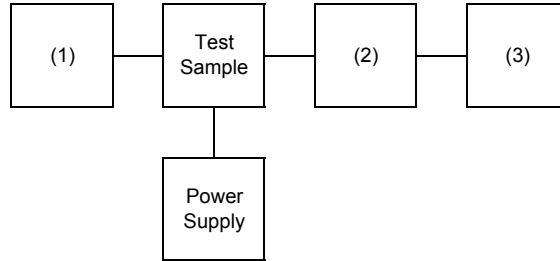 (1)
Test
Sample
(2)
(3)
Power
Supply